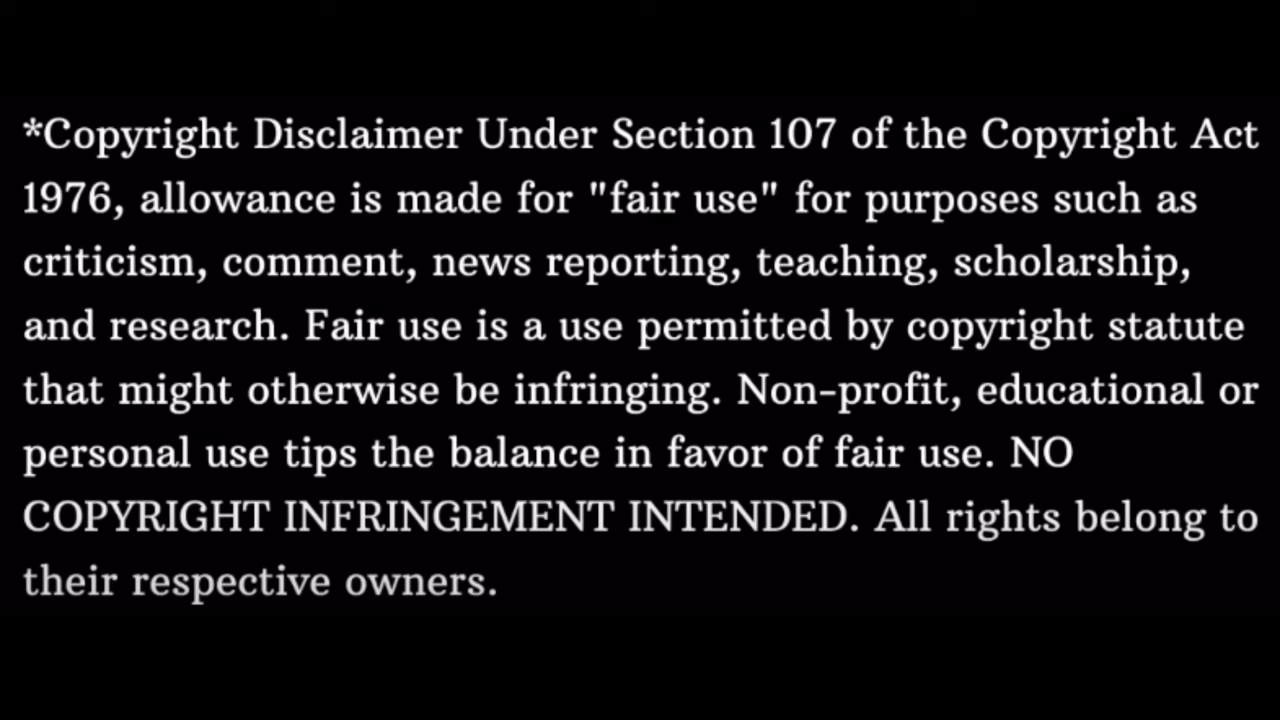 *Copyright Disclaimer Under Section 107 of the Copyright Act
1976, allowance is made for "fair use" for purposes such as
criticism, comment, news reporting, teaching, scholarship,
and research. Fair use is a use permitted by copyright statute
that might otherwise be infringing. Non-profit, educational or
personal use tips the balance in favor of fair use. NO
COPYRIGHT INFRINGEMENT INTENDED. All rights belong to
their respective owners.